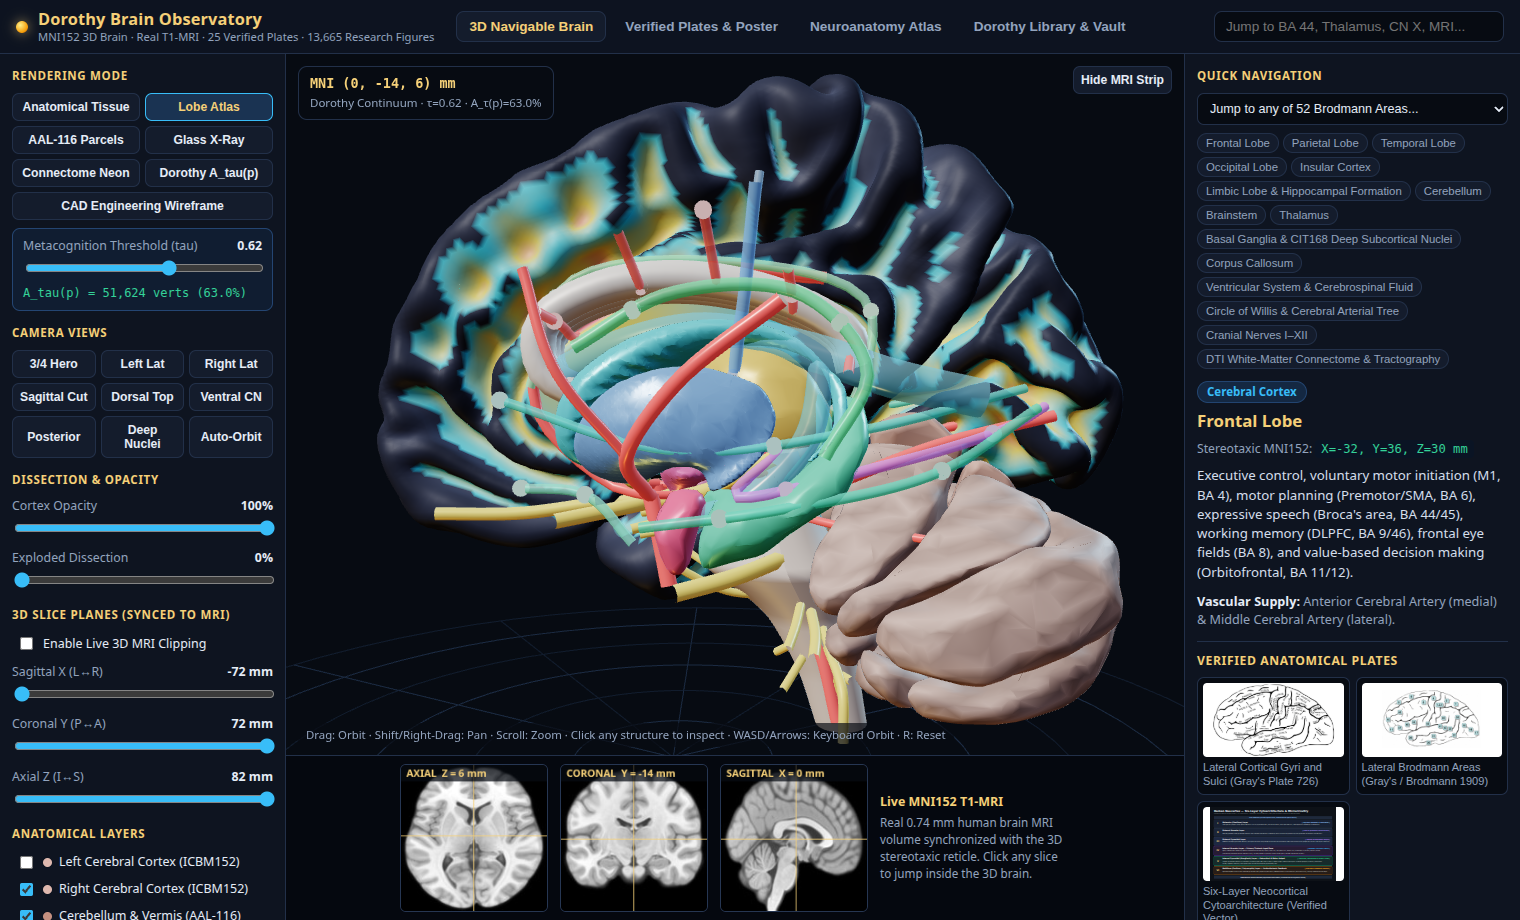 Dorothy Brain Observatory
MNI152 3D Brain · Real T1-MRI · 25 Verified Plates · 13,665 Research Figures
3D Navigable Brain
Verified Plates & Poster
Neuroanatomy Atlas
Dorothy Library & Vault
Jump to BA 44, Thalamus, CN X, MRI...
RENDERING MODE
Anatomical Tissue
Lobe Atlas
AAL-116 Parcels
Glass X-Ray
Connectome Neon
Dorothy A_tau(p)
CAD Engineering Wireframe
Metacognition Threshold (tau) 0.62
A_tau(p) = 51,624 verts (63.0%)
CAMERA VIEWS
3/4 Hero
Left Lat
Right Lat
Sagittal Cut
Dorsal Top
Ventral CN
Posterior
Deep
Nuclei
Auto-Orbit
DISSECTION & OPACITY
Cortex Opacity 100%
Exploded Dissection 0%
3D SLICE PLANES (SYNCED TO MRI)
Enable Live 3D MRI Clipping
Sagittal X (L↔R) -72 mm
Coronal Y (P↔A) 72 mm
Axial Z (I↔S) 82 mm
ANATOMICAL LAYERS
Left Cerebral Cortex (ICBM152)
Right Cerebral Cortex (ICBM152)
Cerebellum & Vermis (AAL-116)
MNI (0, -14, 6) mm
Dorothy Continuum · τ=0.62 · A_τ(p)=63.0%
Hide MRI Strip
Drag: Orbit · Shift/Right-Drag: Pan · Scroll: Zoom · Click any structure to inspect · WASD/Arrows: Keyboard Orbit · R: Reset
AXIAL Z = 6 mm
CORONAL Y = -14 mm
SAGITTAL X = 0 mm
Live MNI152 T1-MRI
Real 0.74 mm human brain MRI
volume synchronized with the 3D
stereotaxic reticle. Click any slice
to jump inside the 3D brain.
QUICK NAVIGATION
Jump to any of 52 Brodmann Areas...
Frontal Lobe
Parietal Lobe
Temporal Lobe
Occipital Lobe
Insular Cortex
Limbic Lobe & Hippocampal Formation
Cerebellum
Brainstem
Thalamus
Basal Ganglia & CIT168 Deep Subcortical Nuclei
Corpus Callosum
Ventricular System & Cerebrospinal Fluid
Circle of Willis & Cerebral Arterial Tree
Cranial Nerves I–XII
DTI White-Matter Connectome & Tractography
Cerebral Cortex
Frontal Lobe
Stereotaxic MNI152: X=-32, Y=36, Z=30 mm
Executive control, voluntary motor initiation (M1,
BA 4), motor planning (Premotor/SMA, BA 6),
expressive speech (Broca's area, BA 44/45),
working memory (DLPFC, BA 9/46), frontal eye
fields (BA 8), and value-based decision making
(Orbitofrontal, BA 11/12).
Vascular Supply: Anterior Cerebral Artery (medial)
& Middle Cerebral Artery (lateral).
VERIFIED ANATOMICAL PLATES
Lateral Cortical Gyri and
Sulci (Gray's Plate 726)
Lateral Brodmann Areas
(Gray's / Brodmann 1909)
Six-Layer Neocortical
Cytoarchitecture (Verified
Vector)